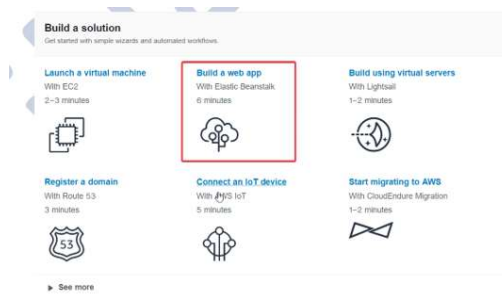 Build a solution
Get started with simple wizards and automated workflows.
Launch a virtual machine
With EC2
2–3 minutes
Build a web app
With Elastic Beanstalk
6 minutes
Build using virtual servers
With Lightsail
1–2 minutes
Register a domain
With Route 53
3 minutes
53
Connect an IoT device
With AWS IoT
5 minutes
Start migrating to AWS
With CloudEndure Migration
1–2 minutes
See more